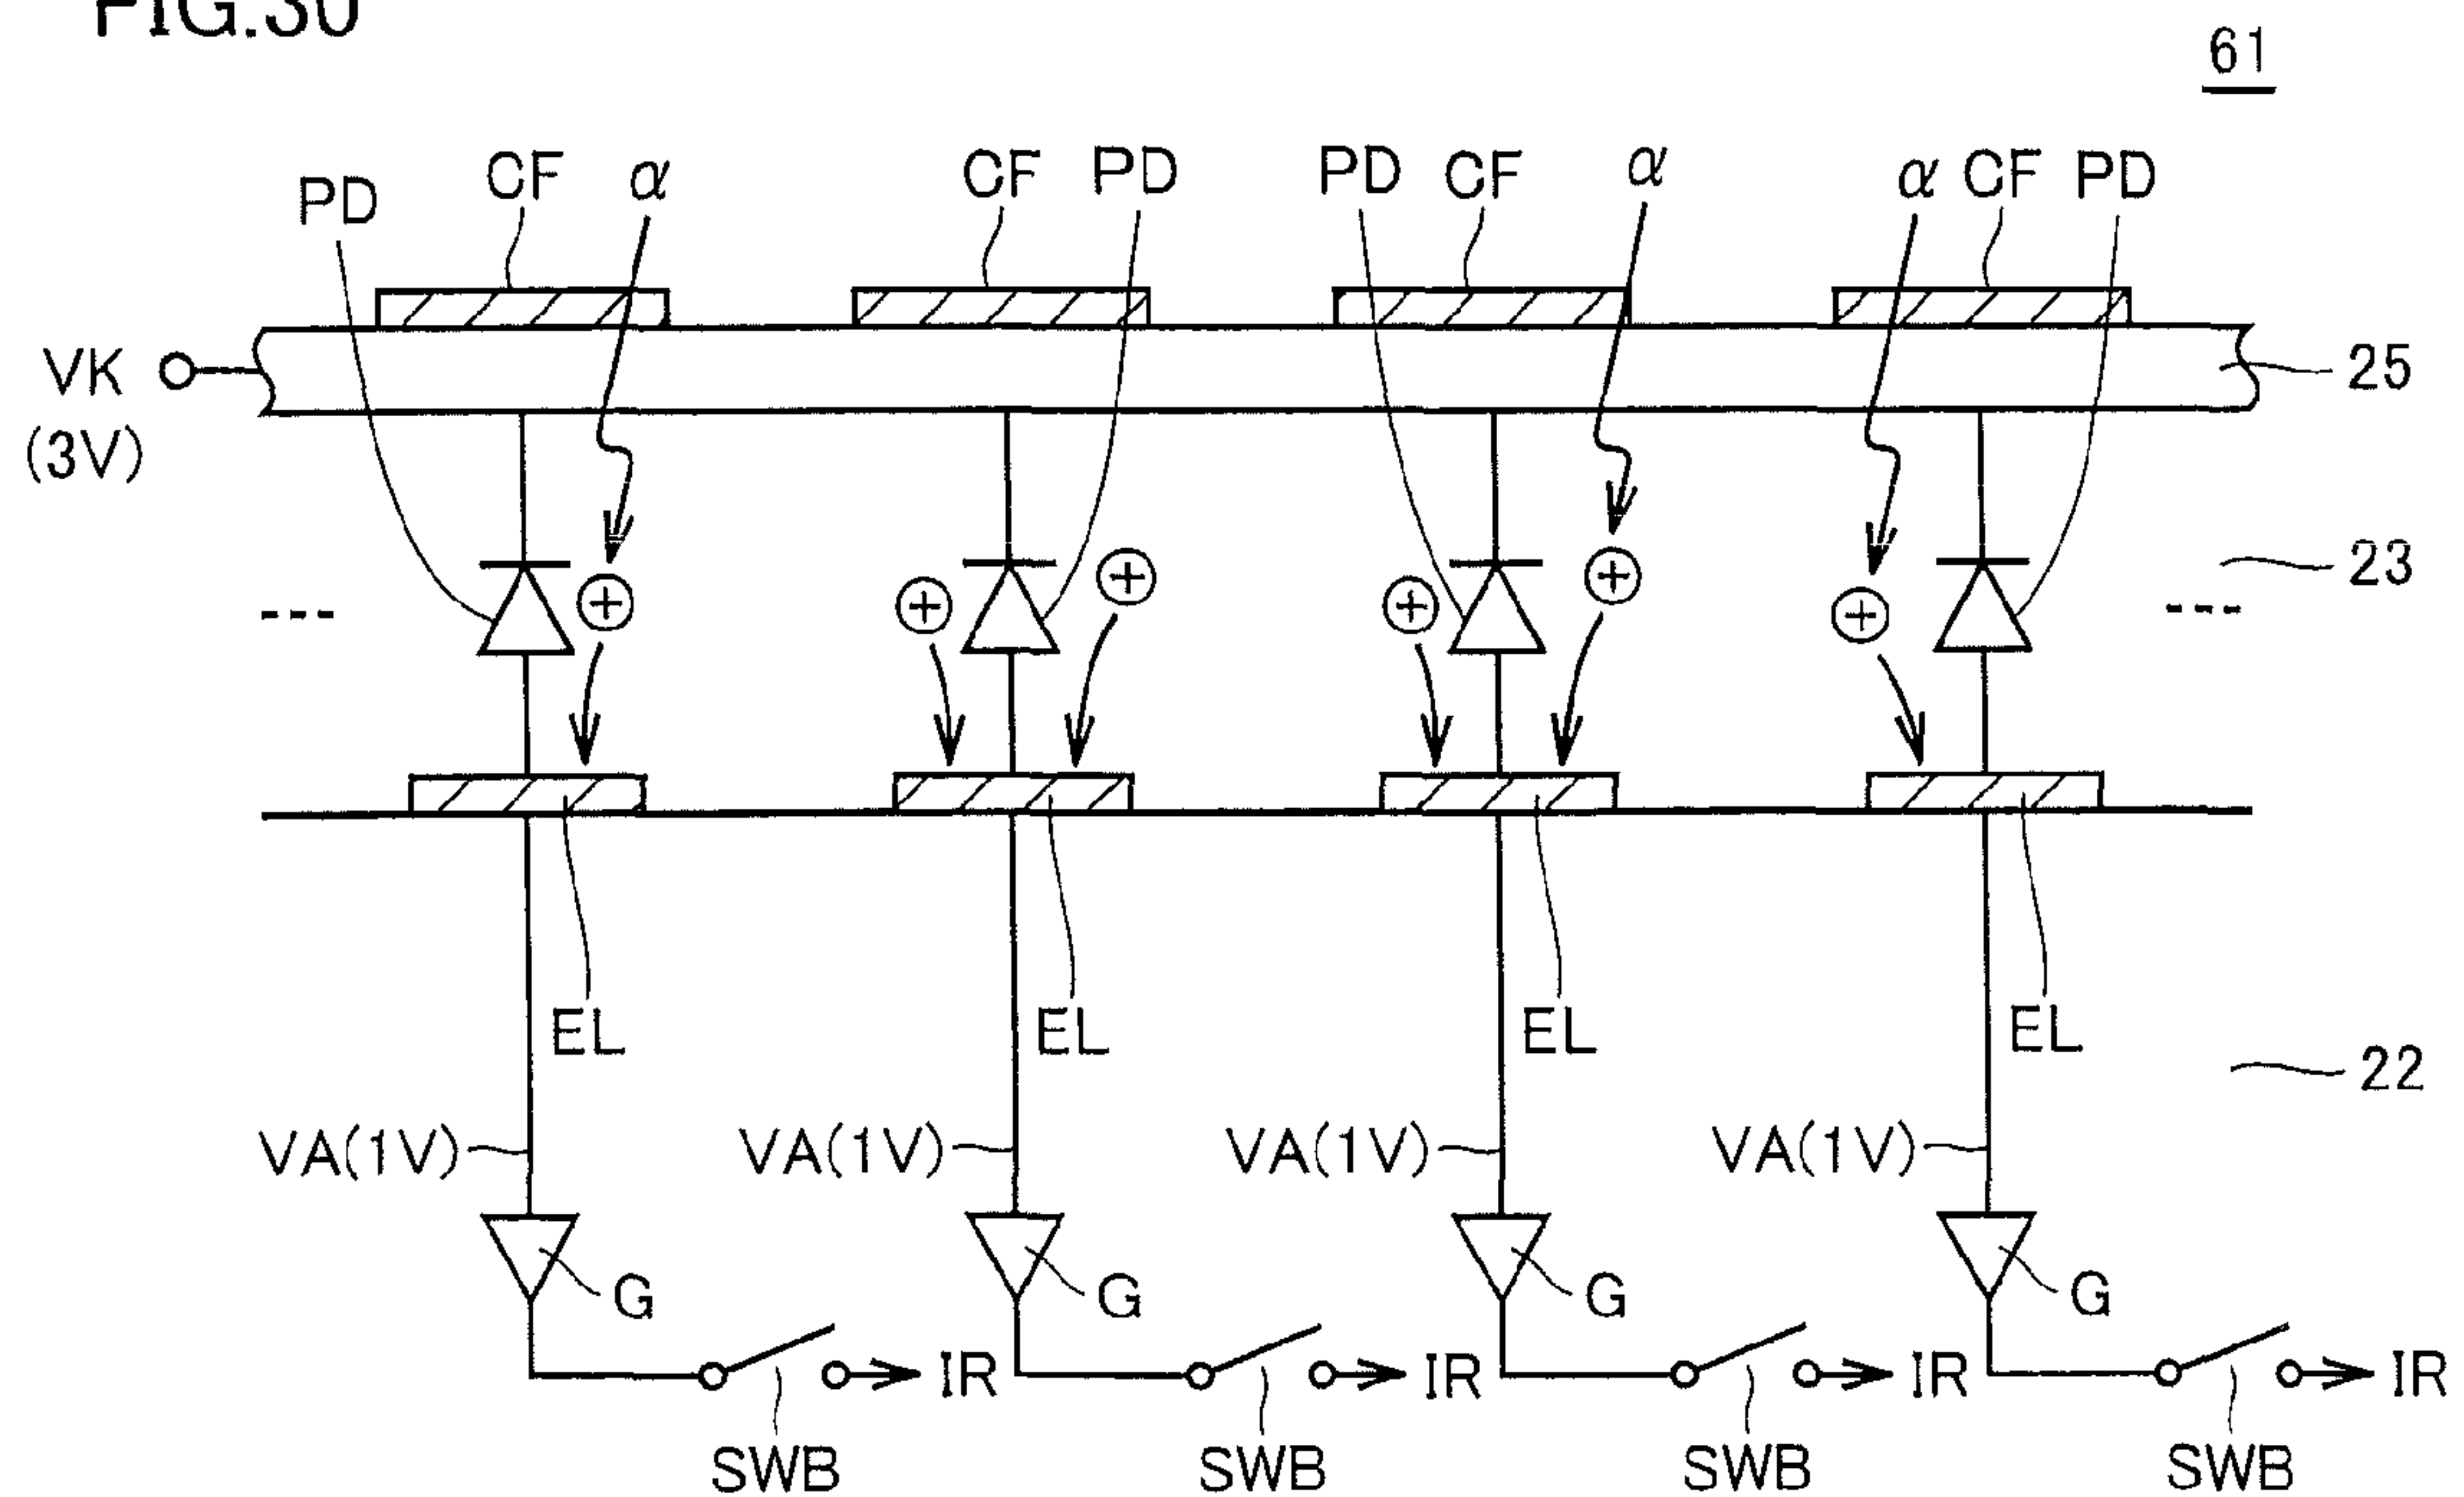 FIG.30
61
PD CF α CF PD PD CF α α CF PD
VK
(3V)
25
23
EL EL EL EL
22
VA(1V) VA(1V) VA(1V) VA(1V)
G G G G
IR IR IR IR
SWB SWB SWB SWB